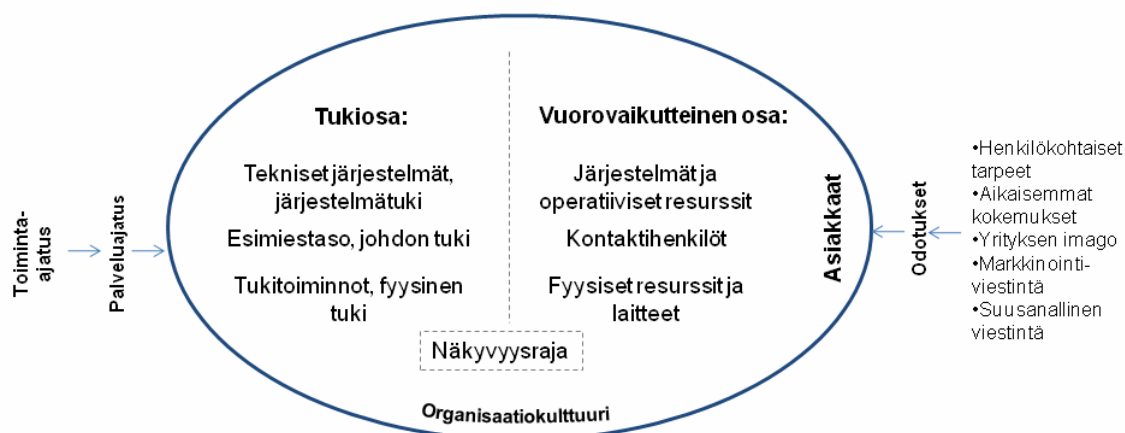 Toiminta-
ajatus
Palveluajatus
Tukiosa:
Tekniset järjestelmät,
järjestelmätuki
Esimiestaso, johdon tuki
Tukitoiminnot, fyysinen
tuki
Vuorovaikutteinen osa:
Järjestelmät ja
operatiiviset resurssit
Kontaktihenkilöt
Fyysiset resurssit ja
laitteet
Näkyvyysraja
Organisaatiokulttuuri
Asiakkaat
Odotukset
•Henkilökohtaiset
tarpeet
•Aikaisemmat
kokemukset
•Yrityksen imago
•Markkinointi-
viestintä
•Suusanallinen
viestintä